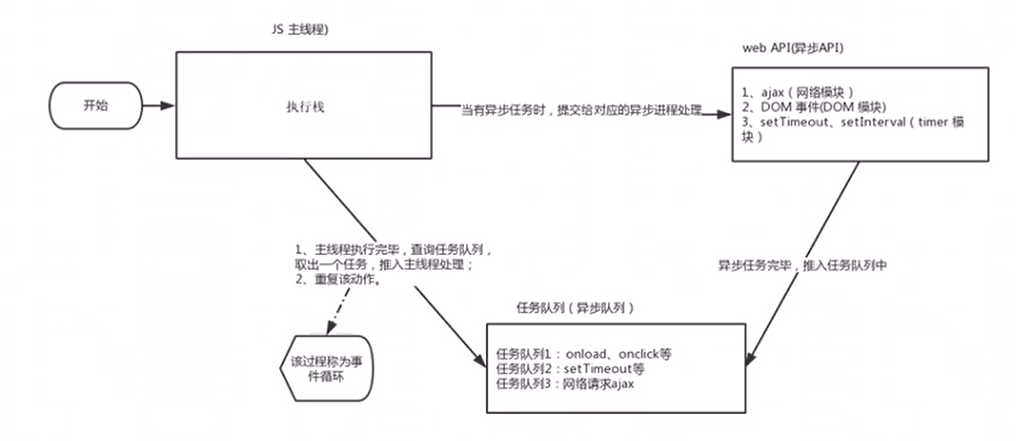 JS 主线程)
web API(异步API)
开始
执行栈
当有异步任务时，提交给对应的异步进程处理
1、ajax（网络模块）
2、DOM 事件(DOM 模块)
3、setTimeout、setInterval（timer 模
块）
1、主线程执行完毕，查询任务队列，
取出一个任务，推入主线程处理；
2、重复该动作。
异步任务完毕，推入任务队列中
该过程称为事
件循环
任务队列（异步队列）
任务队列1：onload、onclick等
任务队列2：setTimeout等
任务队列3：网络请求ajax